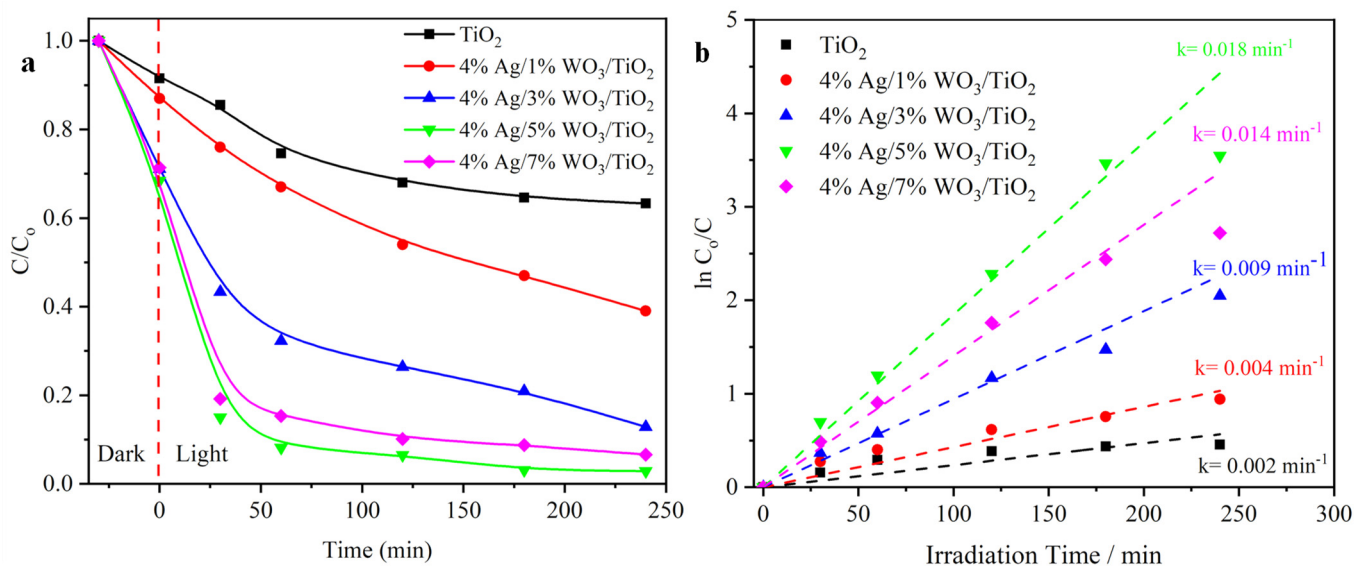 a
TiO₂
4% Ag/1% WO₃/TiO₂
4% Ag/3% WO₃/TiO₂
4% Ag/5% WO₃/TiO₂
4% Ag/7% WO₃/TiO₂
1.0
0.8
0.6
0.4
0.2
0.0
C/Cₒ
Dark
Light
0
50
100
150
200
250
Time (min)
b
TiO₂
4% Ag/1% WO₃/TiO₂
4% Ag/3% WO₃/TiO₂
4% Ag/5% WO₃/TiO₂
4% Ag/7% WO₃/TiO₂
k= 0.018 min⁻¹
k= 0.014 min⁻¹
k= 0.009 min⁻¹
k= 0.004 min⁻¹
k= 0.002 min⁻¹
5
4
3
2
1
0
ln Cₒ/C
0
50
100
150
200
250
300
Irradiation Time / min